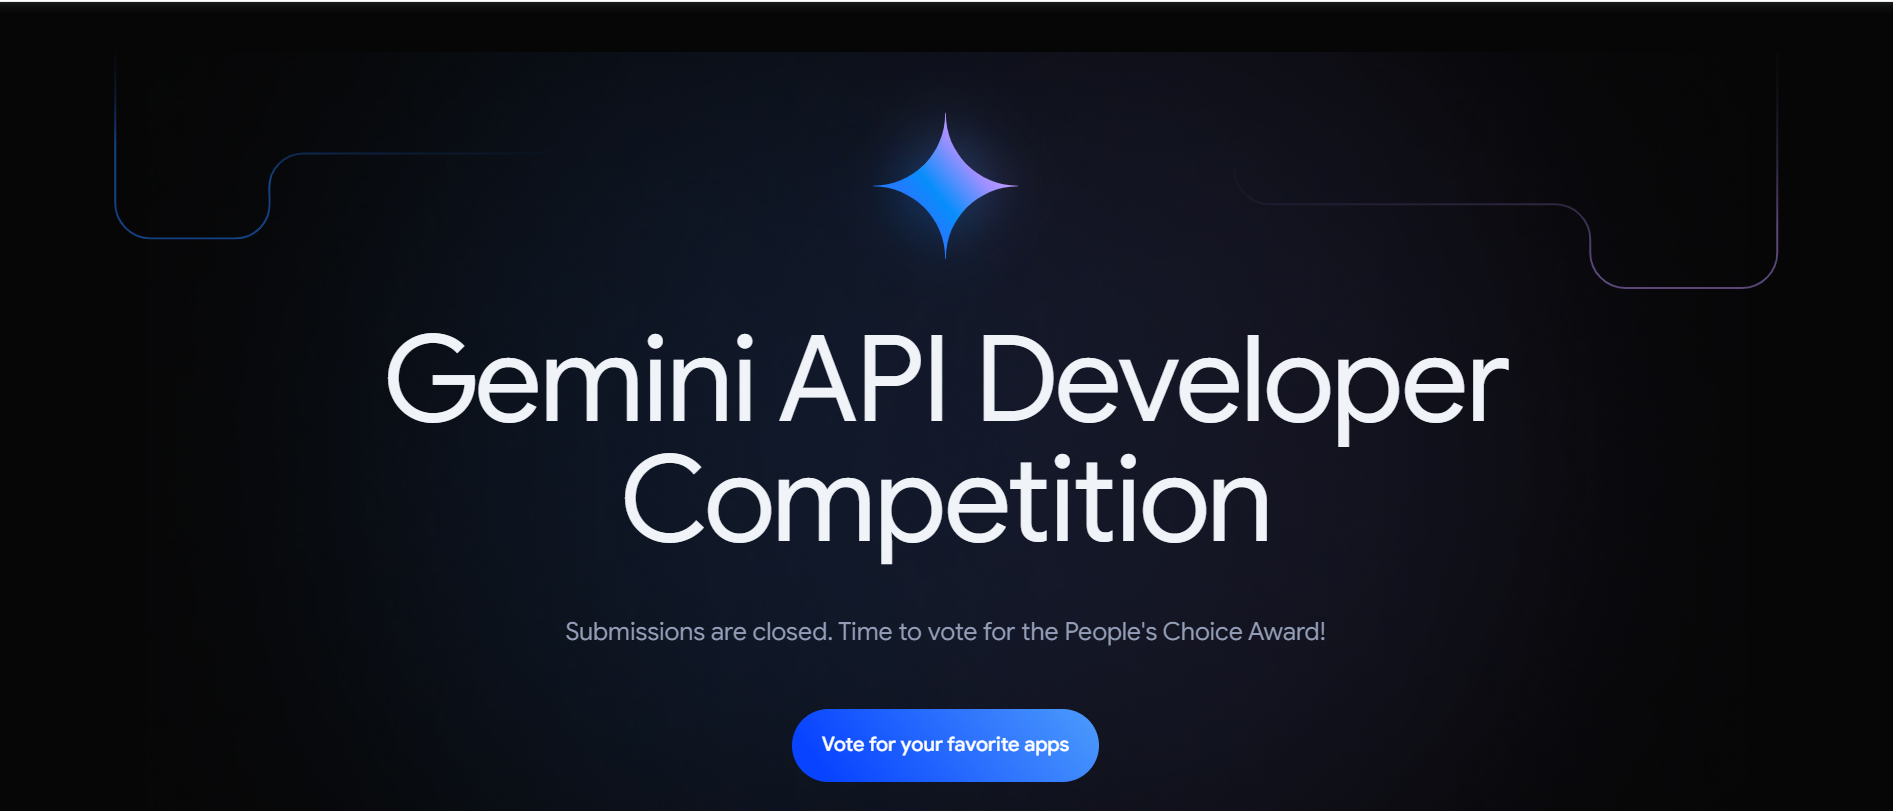 Gemini API Developer
Competition
Submissions are closed. Time to vote for the People's Choice Award!
Vote for your favorite apps